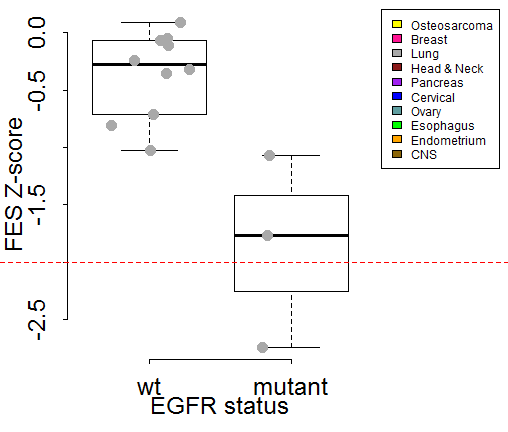 FES Z-score
0.0
-0.5
-1.5
-2.5
wt
mutant
EGFR status
Osteosarcoma
Breast
Lung
Head & Neck
Pancreas
Cervical
Ovary
Esophagus
Endometrium
CNS